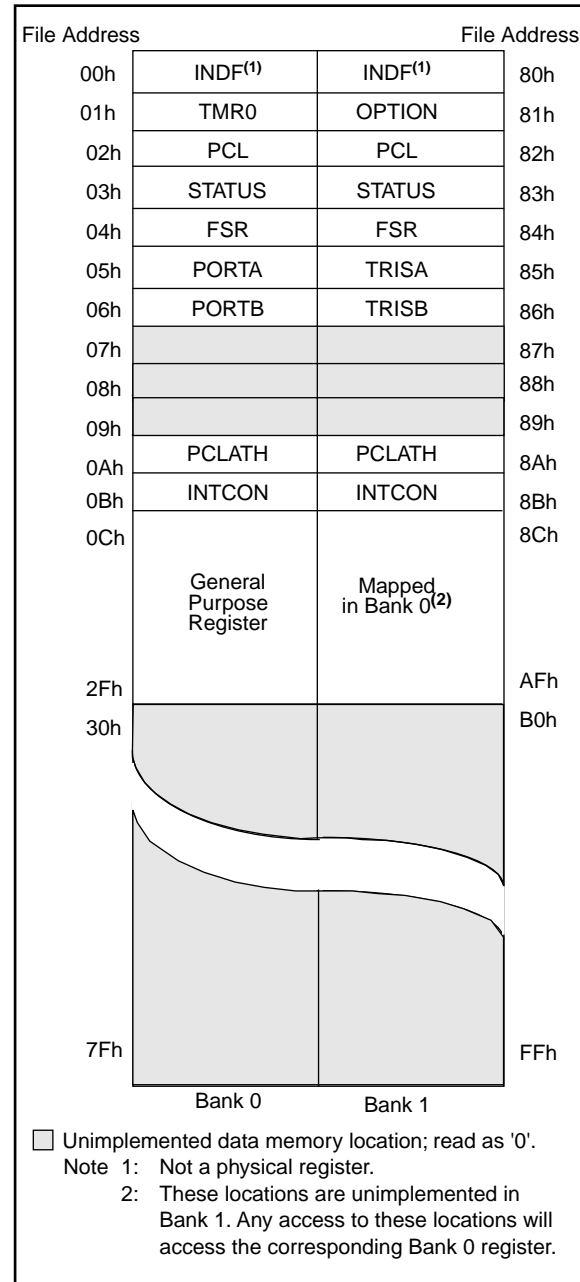 File Address File Address
00h INDF(1) INDF(1) 80h
01h TMR0 OPTION 81h
02h PCL PCL 82h
03h STATUS STATUS 83h
04h FSR FSR 84h
05h PORTA TRISA 85h
06h PORTB TRISB 86h
07h 87h
08h 88h
09h 89h
0Ah PCLATH PCLATH 8Ah
0Bh INTCON INTCON 8Bh
0Ch 8Ch
General
Purpose
Register
Mapped
in Bank 0(2)
2Fh AFh
30h B0h
7Fh FFh
Bank 0 Bank 1
Unimplemented data memory location; read as '0'.
Note 1: Not a physical register.
2: These locations are unimplemented in
Bank 1. Any access to these locations will
access the corresponding Bank 0 register.